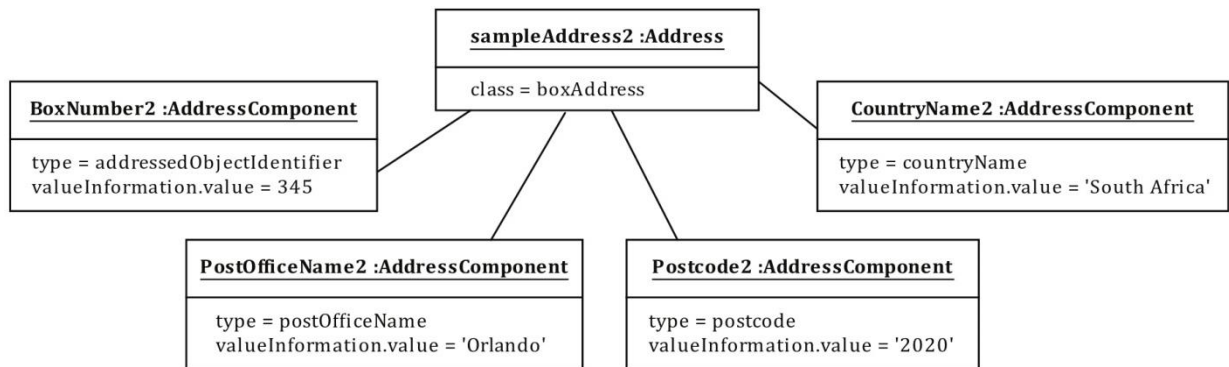 sampleAddress2 :Address
class = boxAddress
BoxNumber2 :AddressComponent
type = addressedObjectIdentifier
valueInformation.value = 345
CountryName2 :AddressComponent
type = countryName
valueInformation.value = 'South Africa'
PostOfficeName2 :AddressComponent
type = postOfficeName
valueInformation.value = 'Orlando'
Postcode2 :AddressComponent
type = postcode
valueInformation.value = '2020'